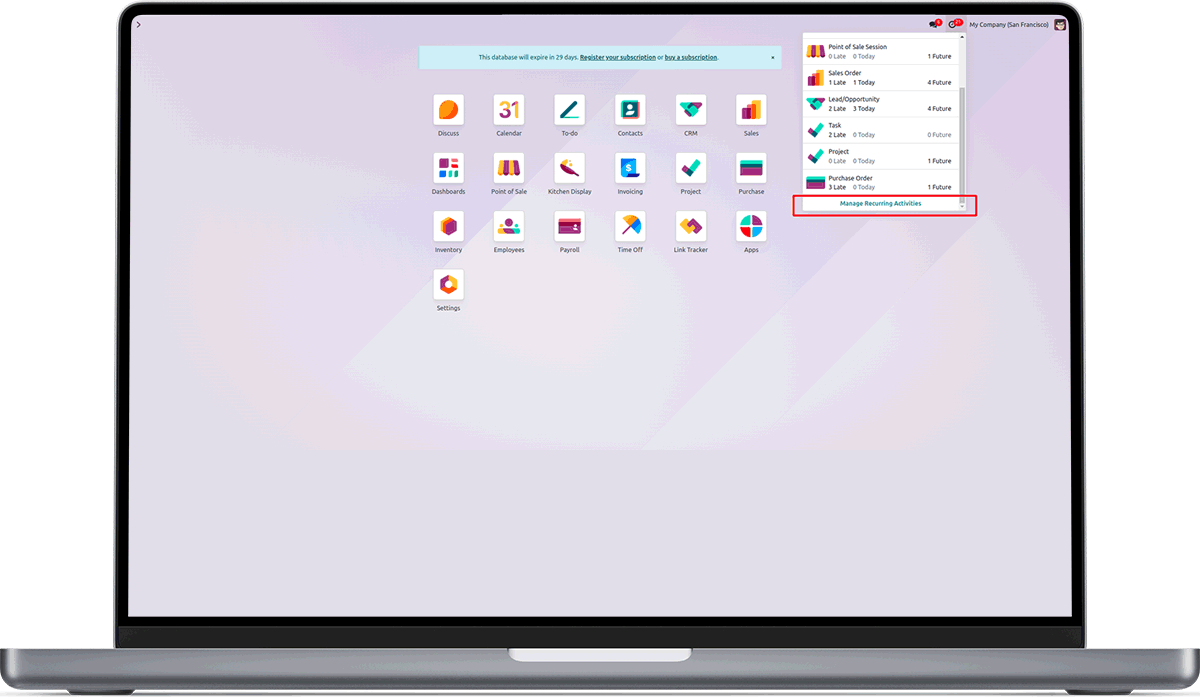 My Company (San Francisco)
This database will expire in 29 days. Register your subscription or buy a subscription.
×
Point of Sale Session
0 Late 0 Today 1 Future
Sales Order
1 Late 1 Today 4 Future
Lead/Opportunity
2 Late 3 Today 4 Future
Task
2 Late 0 Today 0 Future
Project
0 Late 0 Today 1 Future
Purchase Order
3 Late 0 Today 1 Future
Manage Recurring Activities
31
Discuss Calendar To-do Contacts CRM Sales
$
Dashboards Point of Sale Kitchen Display Invoicing Project Purchase
Inventory Employees Payroll Time Off Link Tracker Apps
Settings